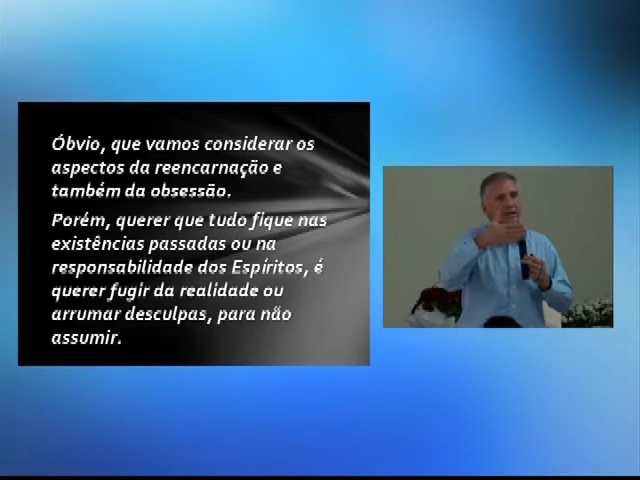 Óbvio, que vamos considerar os
aspectos da reencarnação e
também da obsessão.
Porém, querer que tudo fique nas
existências passadas ou na
responsabilidade dos Espíritos, é
querer fugir da realidade ou
arrumar desculpas, para não
assumir.